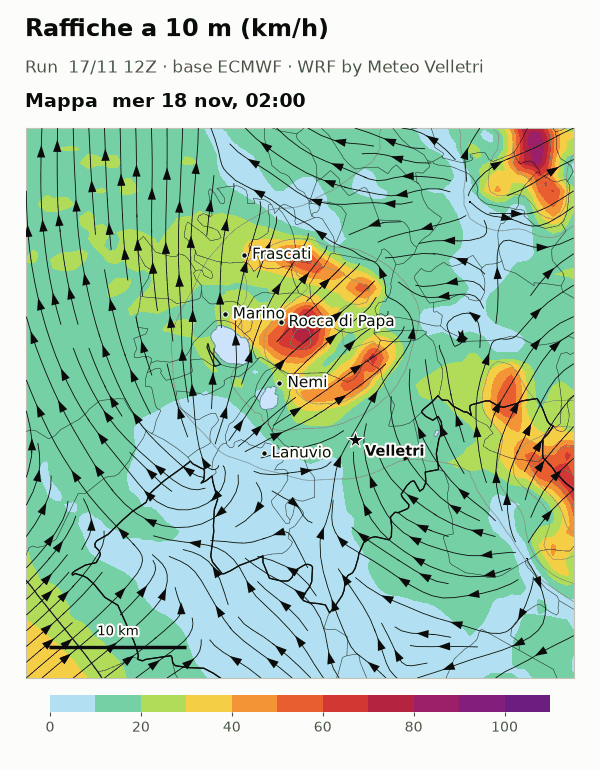 Raffiche a 10 m (km/h)
Run  17/11 12Z · base ECMWF · WRF by Meteo Velletri
Mappa  mer 18 nov, 02:00
Frascati
Marino
Rocca di Papa
Nemi
Velletri
Lanuvio
10 km
0 20 40 60 80 100